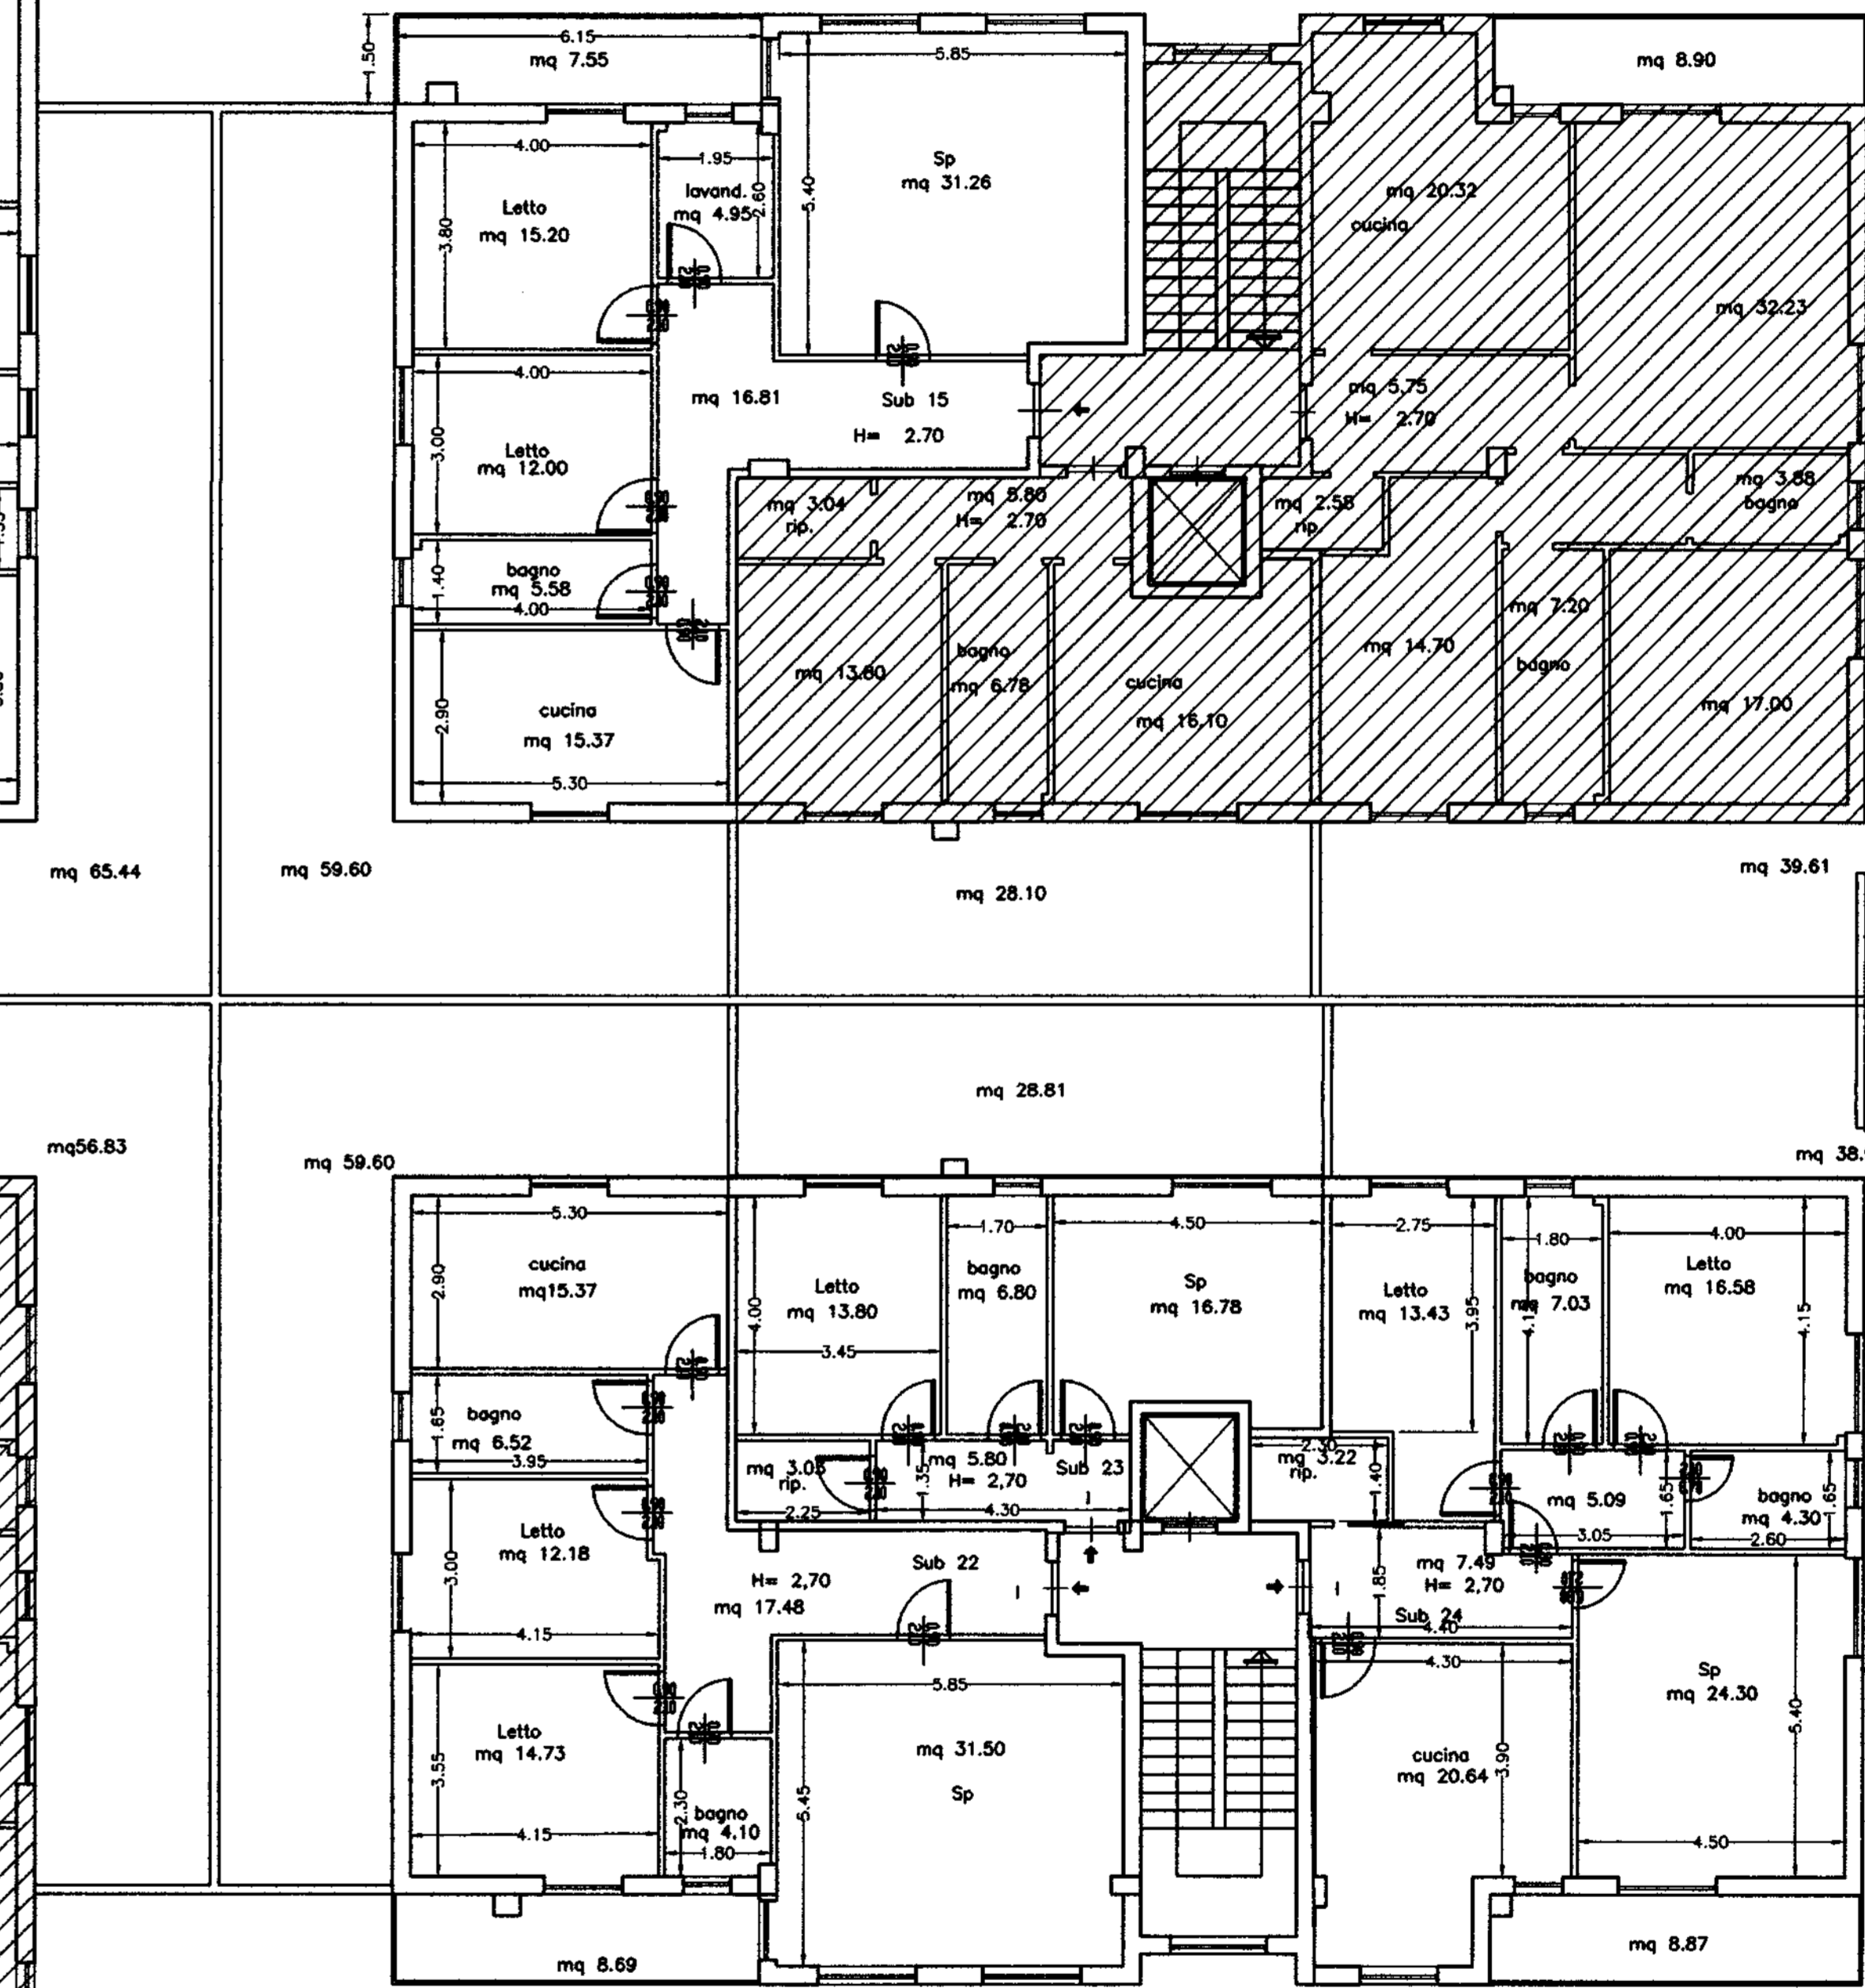 6.15
mq 7.55
1.50
5.85
mq 8.90
4.00
1.95
Sp
mq 31.26
lavand.
mq 4.95
2.60
5.40
Letto
mq 15.20
3.80
mq 20.32
cucina
mq 32.23
4.00
mq 16.81
Sub 15
H= 2.70
mq 5.75
H= 2.70
3.00
Letto
mq 12.00
mq 3.04
rip.
mq 5.80
H= 2.70
mq 2.58
rip.
mq 3.88
bagno
bagno
mq 5.58
1.40
4.00
mq 7.20
bagno
mq 13.80
bagno
mq 6.78
cucina
mq 16.10
mq 14.70
mq 17.00
cucina
mq 15.37
2.90
5.30
mq 65.44
mq 59.60
mq 28.10
mq 39.61
mq 28.81
mq56.83
mq 59.60
mq 38.
5.30
cucina
mq15.37
2.90
1.70
4.50
2.75
1.80
4.00
Letto
mq 13.80
4.00
3.45
bagno
mq 6.80
Sp
mq 16.78
Letto
mq 13.43
3.95
bagno
mq 7.03
Letto
mq 16.58
4.15
bagno
mq 6.52
1.65
3.95
rip.
2.25
mq 5.80
H= 2,70
1.35
Sub 23
4.30
2.30
mq 3.22
rip.
1.40
mq 5.09
1.65
3.05
bagno
mq 4.30
1.65
2.60
Letto
mq 12.18
3.00
4.15
Sub 22
H= 2,70
mq 17.48
mq 7.49
H= 2,70
1.85
Sub 24
4.40
4.30
5.85
Letto
mq 14.73
3.55
4.15
bagno
mq 4.10
2.30
1.80
mq 31.50
Sp
5.45
cucina
mq 20.64
3.90
Sp
mq 24.30
5.40
4.50
mq 8.69
mq 8.87